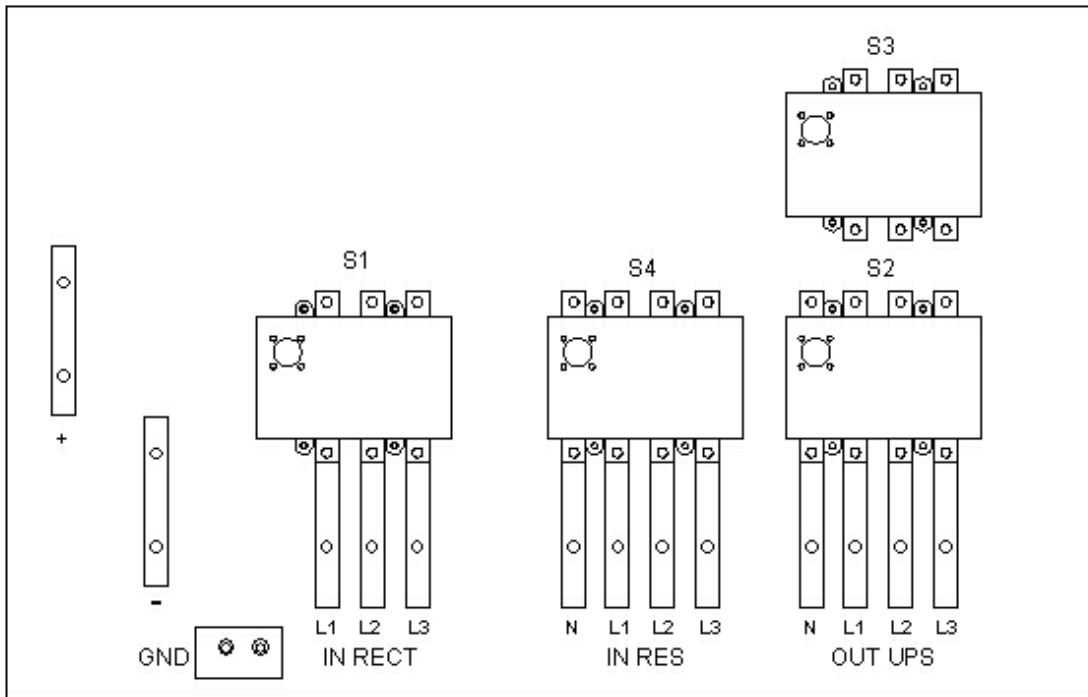 S3
S1
S4
S2
+
-
L1 L2 L3
N L1 L2 L3
N L1 L2 L3
GND
IN RECT
IN RES
OUT UPS